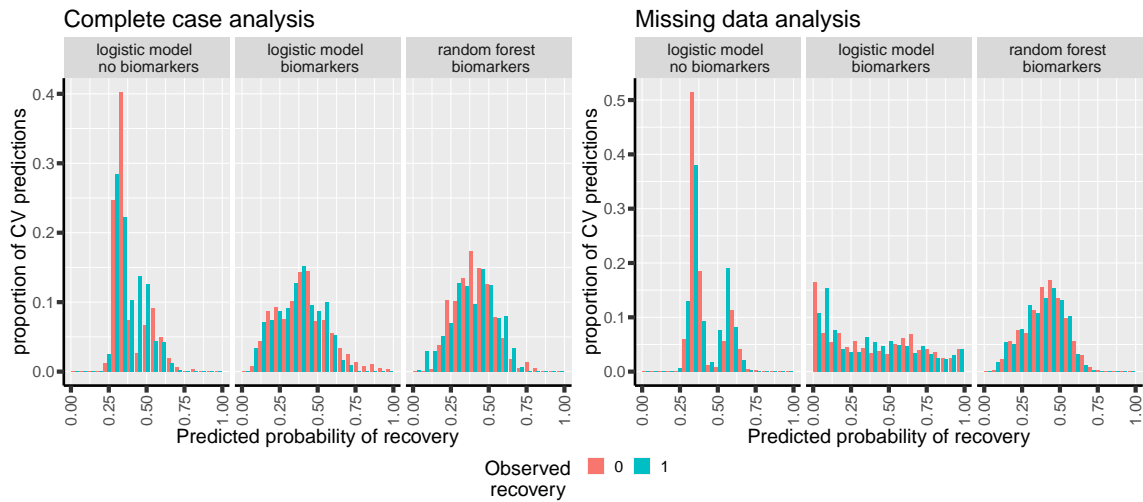 Complete case analysis
logistic model
no biomarkers
logistic model
biomarkers
random forest
biomarkers
proportion of CV predictions
0.4
0.3
0.2
0.1
0.0
0.00
0.25
0.50
0.75
1.00
0.00
0.25
0.50
0.75
1.00
0.00
0.25
0.50
0.75
1.00
Predicted probability of recovery
Missing data analysis
logistic model
no biomarkers
logistic model
biomarkers
random forest
biomarkers
proportion of CV predictions
0.5
0.4
0.3
0.2
0.1
0.0
0.00
0.25
0.50
0.75
1.00
0.00
0.25
0.50
0.75
1.00
0.00
0.25
0.50
0.75
1.00
Predicted probability of recovery
Observed
recovery
0
1